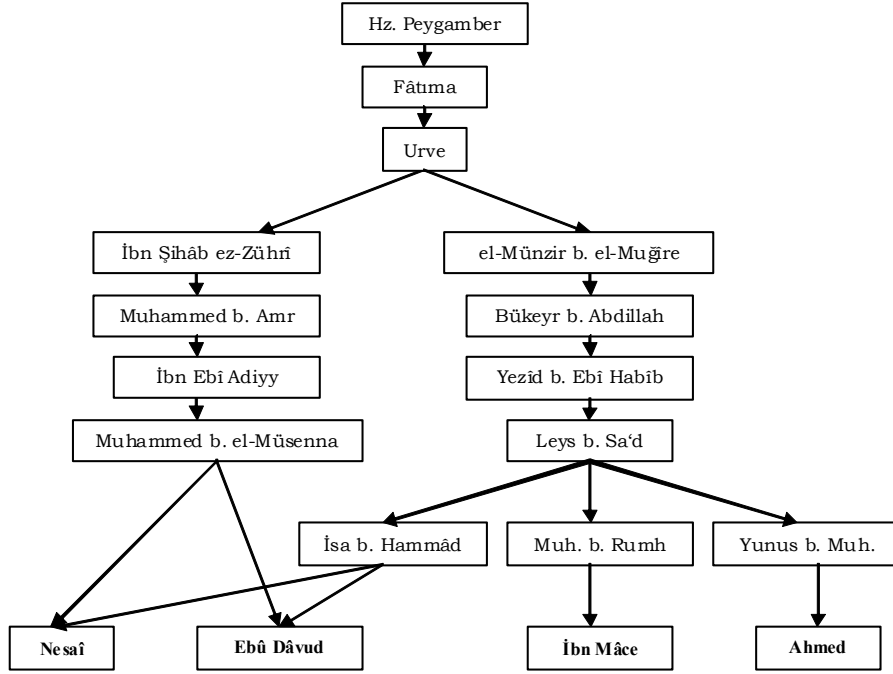 Hz. Peygamber
Fâtıma
Urve
İbn Şihâb ez-Zührî
el-Münzir b. el-Muğîre
Muhammed b. Amr
Bükeyr b. Abdillah
İbn Ebî Adiyy
Yezîd b. Ebî Habîb
Muhammed b. el-Müsenna
Leys b. Sa‘d
İsa b. Hammâd
Muh. b. Rumh
Yunus b. Muh.
Nesaî
Ebû Dâvud
İbn Mâce
Ahmed